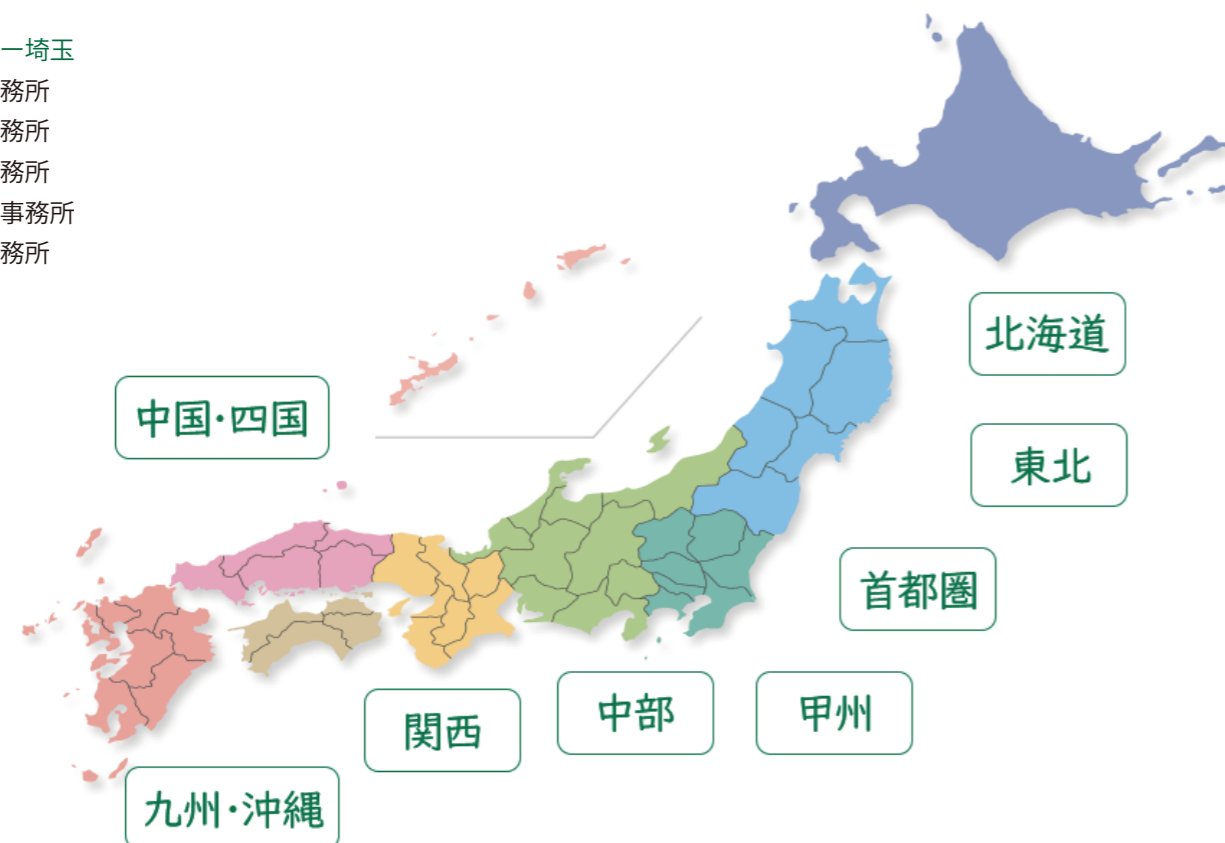 ー埼玉
務所
務所
務所
事務所
務所
北海道
中国・四国
東北
首都圏
中部
甲州
関西
九州・沖縄